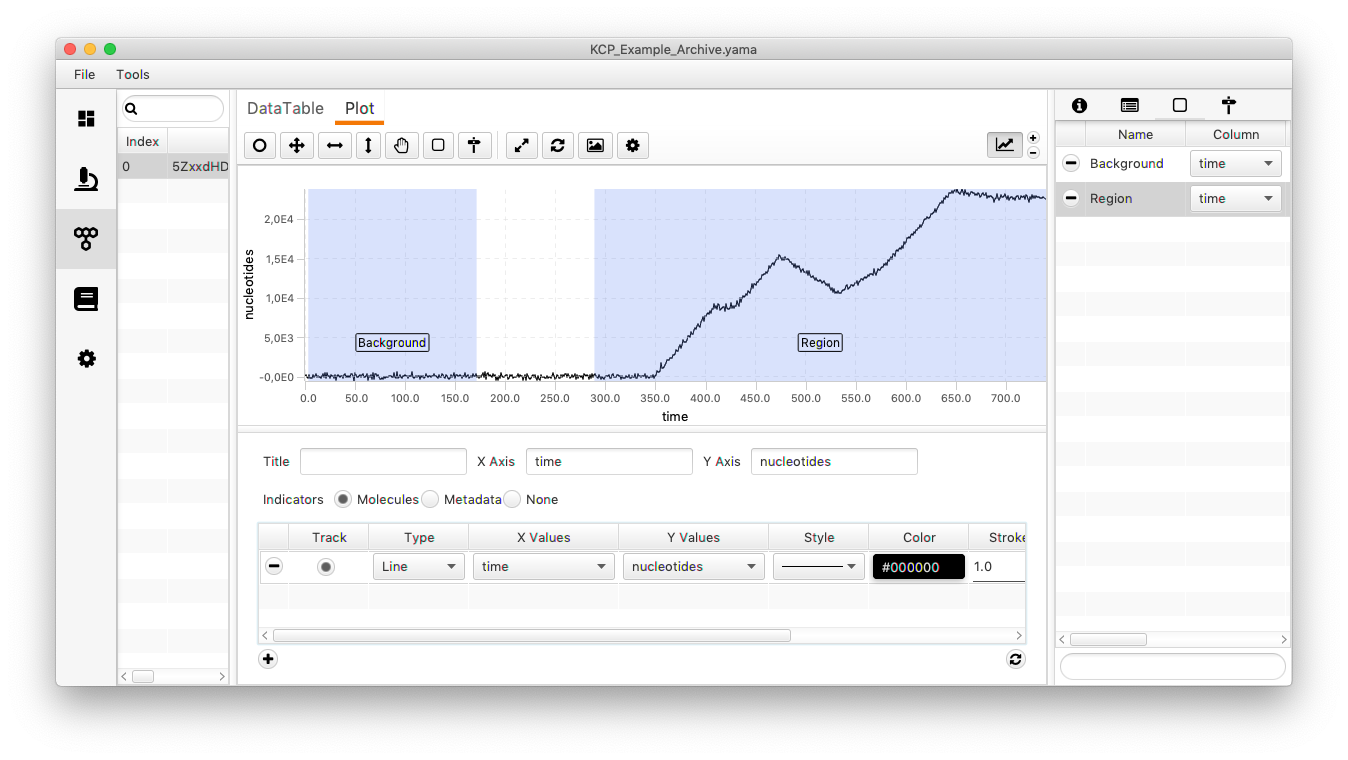 KCP_Example_Archive.yama
File Tools
DataTable Plot
Index
0 5ZxxdHD
nucleotides
2,0E4
1,5E4
1,0E4
5,0E3
-0,0E0
Background
Region
0.0 50.0 100.0 150.0 200.0 250.0 300.0 350.0 400.0 450.0 500.0 550.0 600.0 650.0 700.0
time
Title X Axis time Y Axis nucleotides
Indicators Molecules Metadata None
Track Type X Values Y Values Style Color Stroke
Line time nucleotides #000000 1.0
Name Column
Background time
Region time